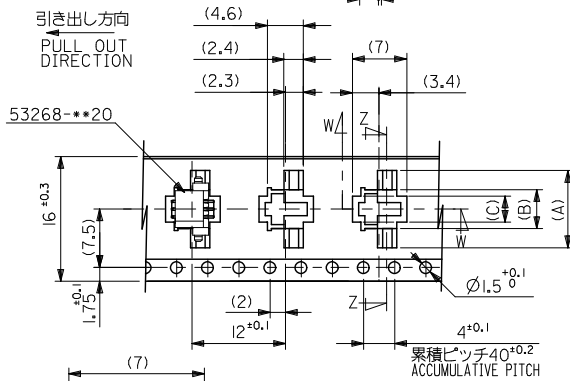 引き出し方向
PULL OUT
DIRECTION
(4.6)
(2.4)
(2.3)
(7)
(3.4)
53268-**20
W
Z
16 ±0.3
(7.5)
1.75 ±0.1
(C)
(B)
(A)
W
Z
(2)
12 ±0.1
Ø1.5 +0.1 0
4 ±0.1
累積ピッチ40 ±0.2
ACCUMULATIVE PITCH
(7)